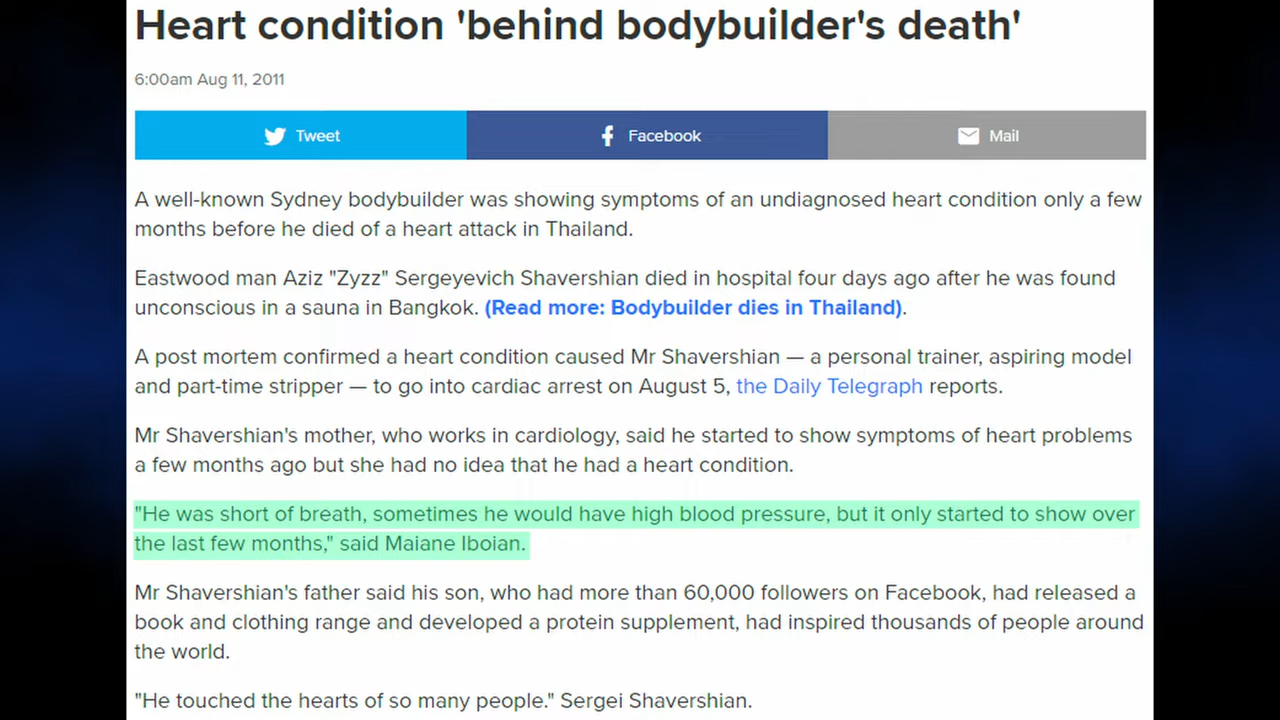 Heart condition 'behind bodybuilder's death'
6:00am Aug 11, 2011
Tweet
Facebook
Mail
A well-known Sydney bodybuilder was showing symptoms of an undiagnosed heart condition only a few
months before he died of a heart attack in Thailand.
Eastwood man Aziz "Zyzz" Sergeyevich Shavershian died in hospital four days ago after he was found
unconscious in a sauna in Bangkok. (Read more: Bodybuilder dies in Thailand).
A post mortem confirmed a heart condition caused Mr Shavershian — a personal trainer, aspiring model
and part-time stripper — to go into cardiac arrest on August 5, the Daily Telegraph reports.
Mr Shavershian's mother, who works in cardiology, said he started to show symptoms of heart problems
a few months ago but she had no idea that he had a heart condition.
"He was short of breath, sometimes he would have high blood pressure, but it only started to show over
the last few months," said Maiane Iboian.
Mr Shavershian's father said his son, who had more than 60,000 followers on Facebook, had released a
book and clothing range and developed a protein supplement, had inspired thousands of people around
the world.
"He touched the hearts of so many people." Sergei Shavershian.